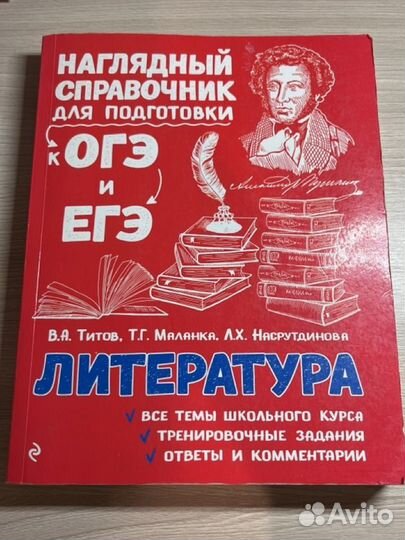 НАГЛЯДНЫЙ
СПРАВОЧНИК
ДЛЯ ПОДГОТОВКИ
К ОГЭ
И
ЕГЭ
В.А. Титов, Т.Г. Маланка, Л.Х. Насрутдинова
ЛИТЕРАТУРА
ВСЕ ТЕМЫ ШКОЛЬНОГО КУРСА
ТРЕНИРОВОЧНЫЕ ЗАДАНИЯ
ОТВЕТЫ И КОММЕНТАРИИ
Avito